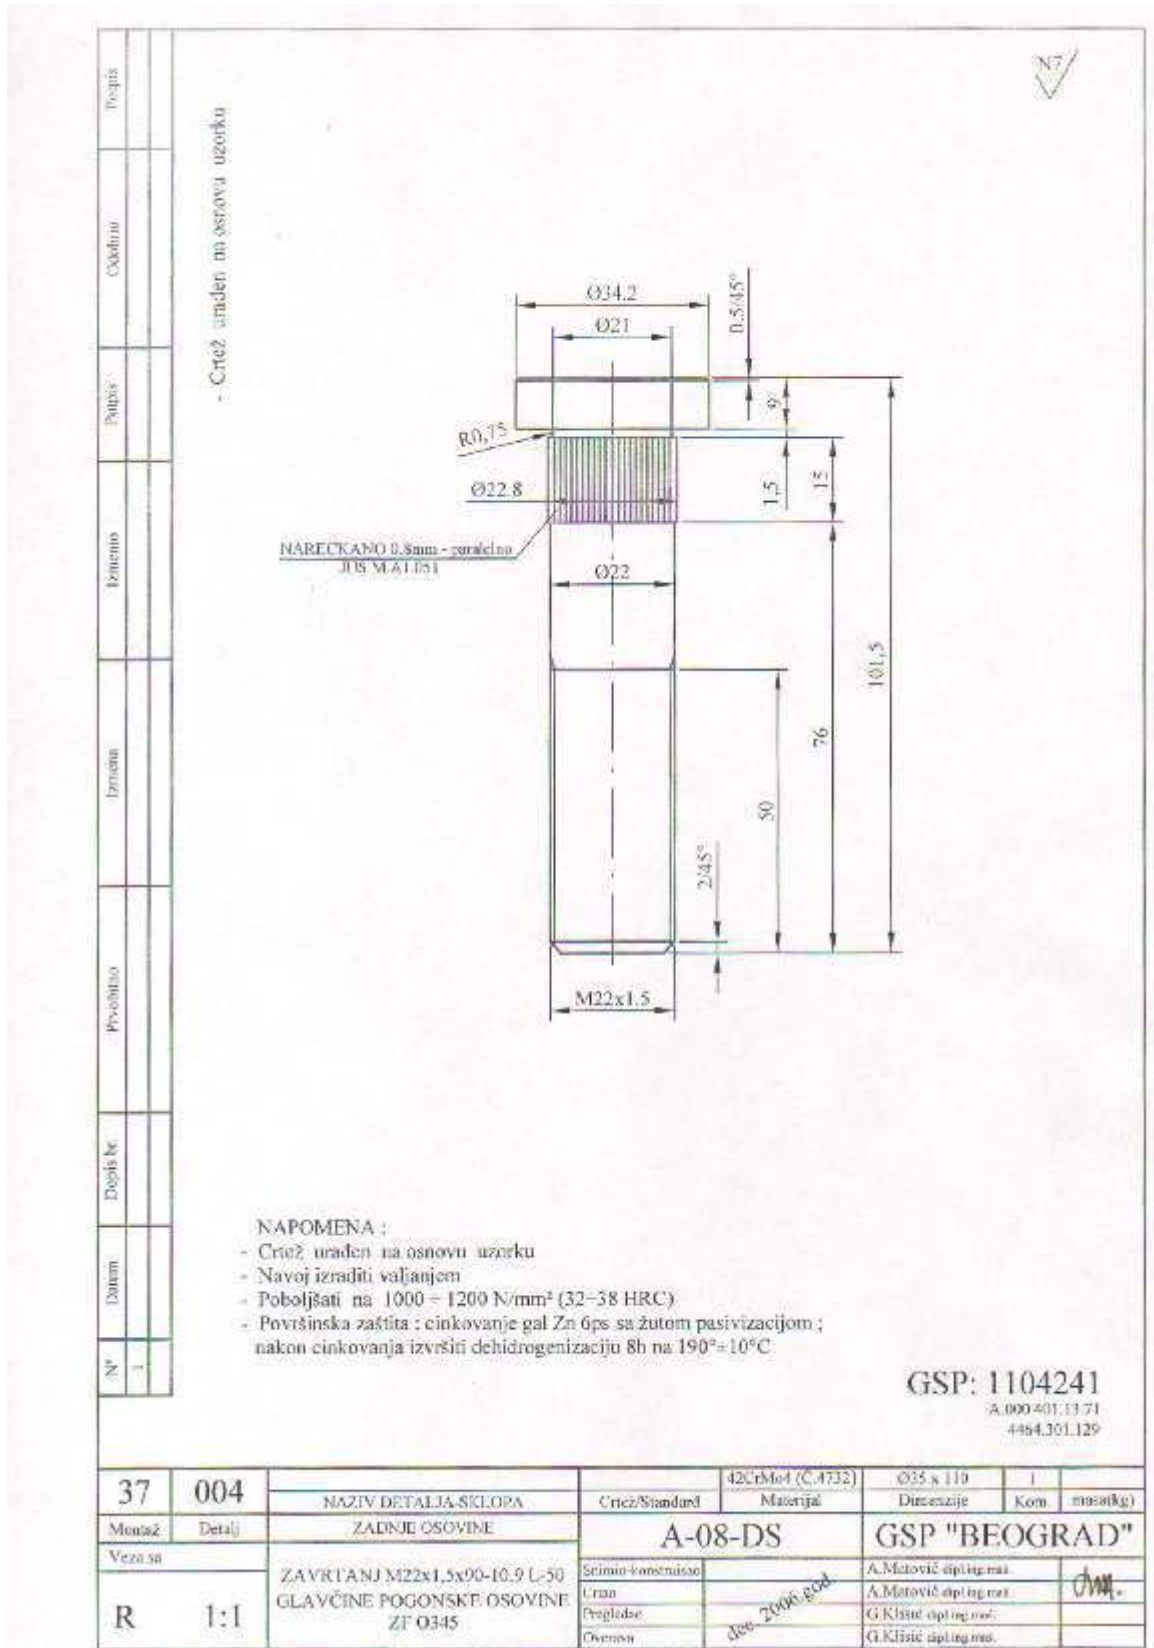 N7
- Crtež urađen na osnovu uzorku
Potpis
Odobrio
Potpis
Izmenio
Izmena
Prvobitno
Dopis br.
Datum
N°
1
Ø34.2
Ø21
0.5/45°
9
R0,75
Ø22.8
1,5
15
NARECKANO 0.8mm - paralelno
JUS M.A1.051
Ø22
101,5
76
50
2/45°
M22x1.5
NAPOMENA :
- Crtež urađen na osnovu uzorku
- Navoj izraditi valjanjem
- Poboljšati na 1000 ÷ 1200 N/mm² (32÷38 HRC)
- Površinska zaštita : cinkovanje gal Zn 6ps sa žutom pasivizacijom ;
nakon cinkovanja izvršiti dehidrogenizaciju 8h na 190°±10°C
GSP: 1104241
A.000.401.13.71
4464.301.129
37 004 42CrMo4 (Č.4732) Ø35 x 110 1
NAZIV DETALJA-SKLOPA Crtež/Standard Materijal Dimenzije Kom. masa(kg)
Montaž Detalj ZADNJE OSOVINE A-08-DS GSP "BEOGRAD"
Veza sa
ZAVRTANJ M22x1,5x90-10.9 L-50
GLAVČINE POGONSKE OSOVINE
ZF O345
R 1:1
Snimio-konstruisao A.Matović dipl.ing.maš.
Crtao A.Matović dipl.ing.maš.
Pregledao G.Klisić dipl.ing.maš.
Overava G.Klisić dipl.ing.maš.
dec. 2006.god.